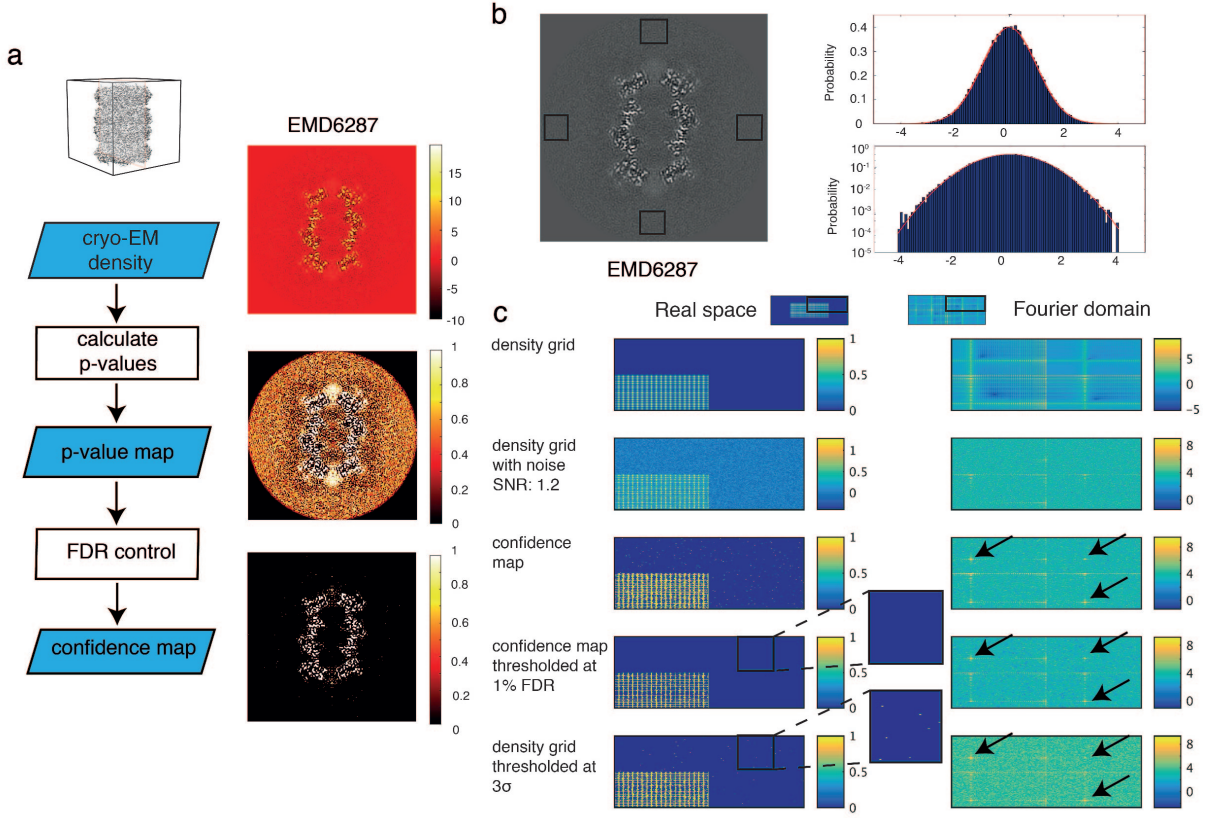 a
EMD6287
cryo-EM
density
calculate
p-values
p-value map
FDR control
confidence map
15
10
5
0
-5
-10
1
0.8
0.6
0.4
0.2
0
1
0.8
0.6
0.4
0.2
0
b
EMD6287
Probability
0.4
0.3
0.2
0.1
0
-4
-2
0
2
4
Probability
10^0
10^-1
10^-2
10^-3
10^-4
10^-5
-4
-2
0
2
4
c
Real space
Fourier domain
density grid
1
0.5
0
5
0
-5
density grid
with noise
SNR: 1.2
1
0.5
0
8
4
0
confidence
map
1
0.5
0
8
4
0
confidence map
thresholded at
1% FDR
1
0.5
0
8
4
0
density grid
thresholded at
3σ
1
0.5
0
8
4
0